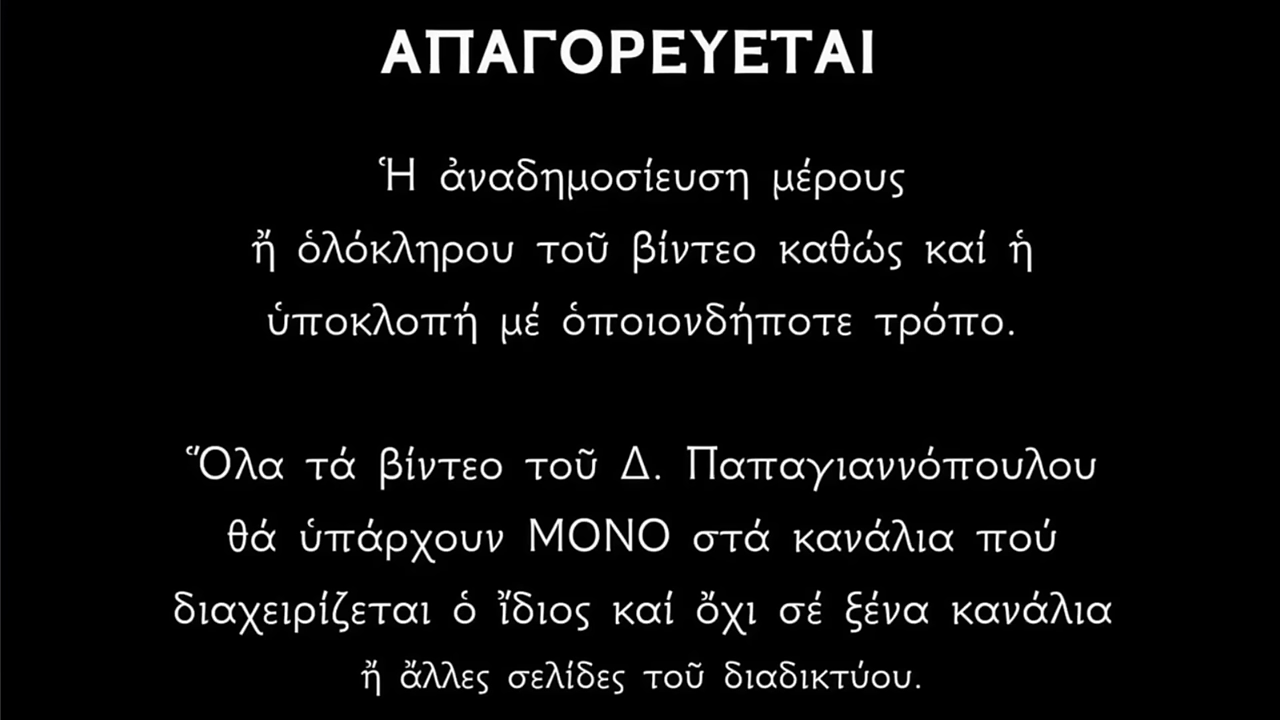 ΑΠΑΓΟΡΕΥΕΤΑΙ
Ἡ ἀναδημοσίευση μέρους
ἤ ὁλόκληρου τοῦ βίντεο καθώς καί ἡ
ὑποκλοπή μέ ὁποιονδήποτε τρόπο.
Ὅλα τά βίντεο τοῦ Δ. Παπαγιαννόπουλου
θά ὑπάρχουν ΜΟΝΟ στά κανάλια πού
διαχειρίζεται ὁ ἴδιος καί ὄχι σέ ξένα κανάλια
ἤ ἄλλες σελίδες τοῦ διαδικτύου.